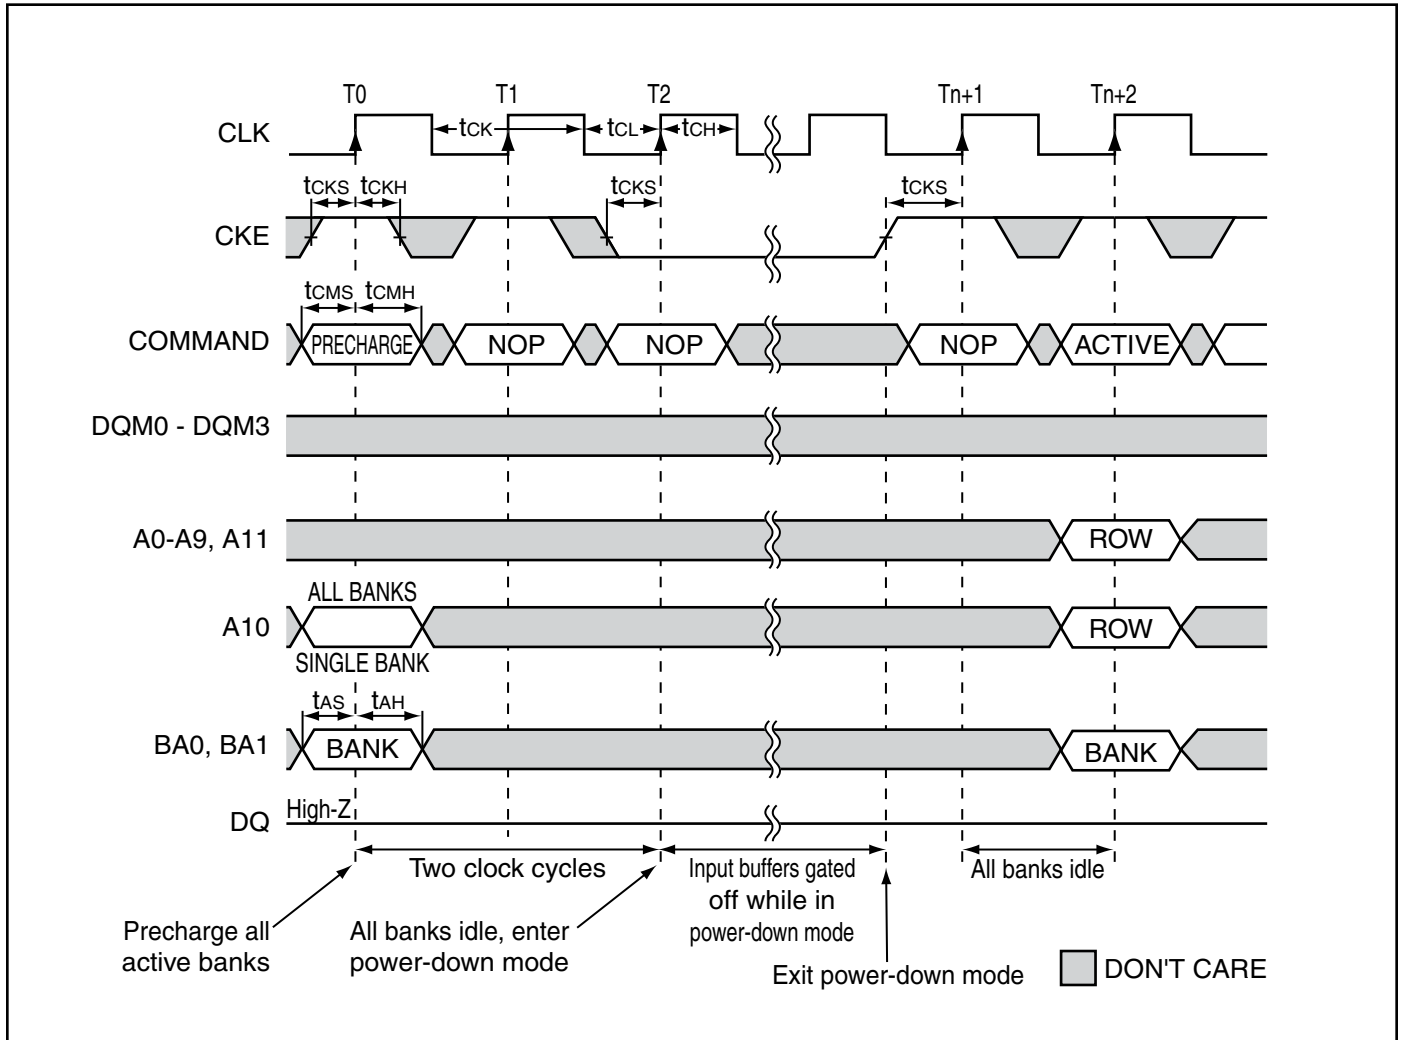 T0 T1 T2 Tn+1 Tn+2
CLK tCK tCL tCH
tCKS tCKH tCKS tCKS
CKE
tCMS tCMH
COMMAND PRECHARGE NOP NOP NOP ACTIVE
DQM0 - DQM3
A0-A9, A11 ROW
ALL BANKS
A10 ROW
SINGLE BANK
tAS tAH
BA0, BA1 BANK BANK
High-Z
DQ
Two clock cycles
Input buffers gated
off while in
power-down mode
All banks idle
Precharge all
active banks
All banks idle, enter
power-down mode
Exit power-down mode
DON'T CARE